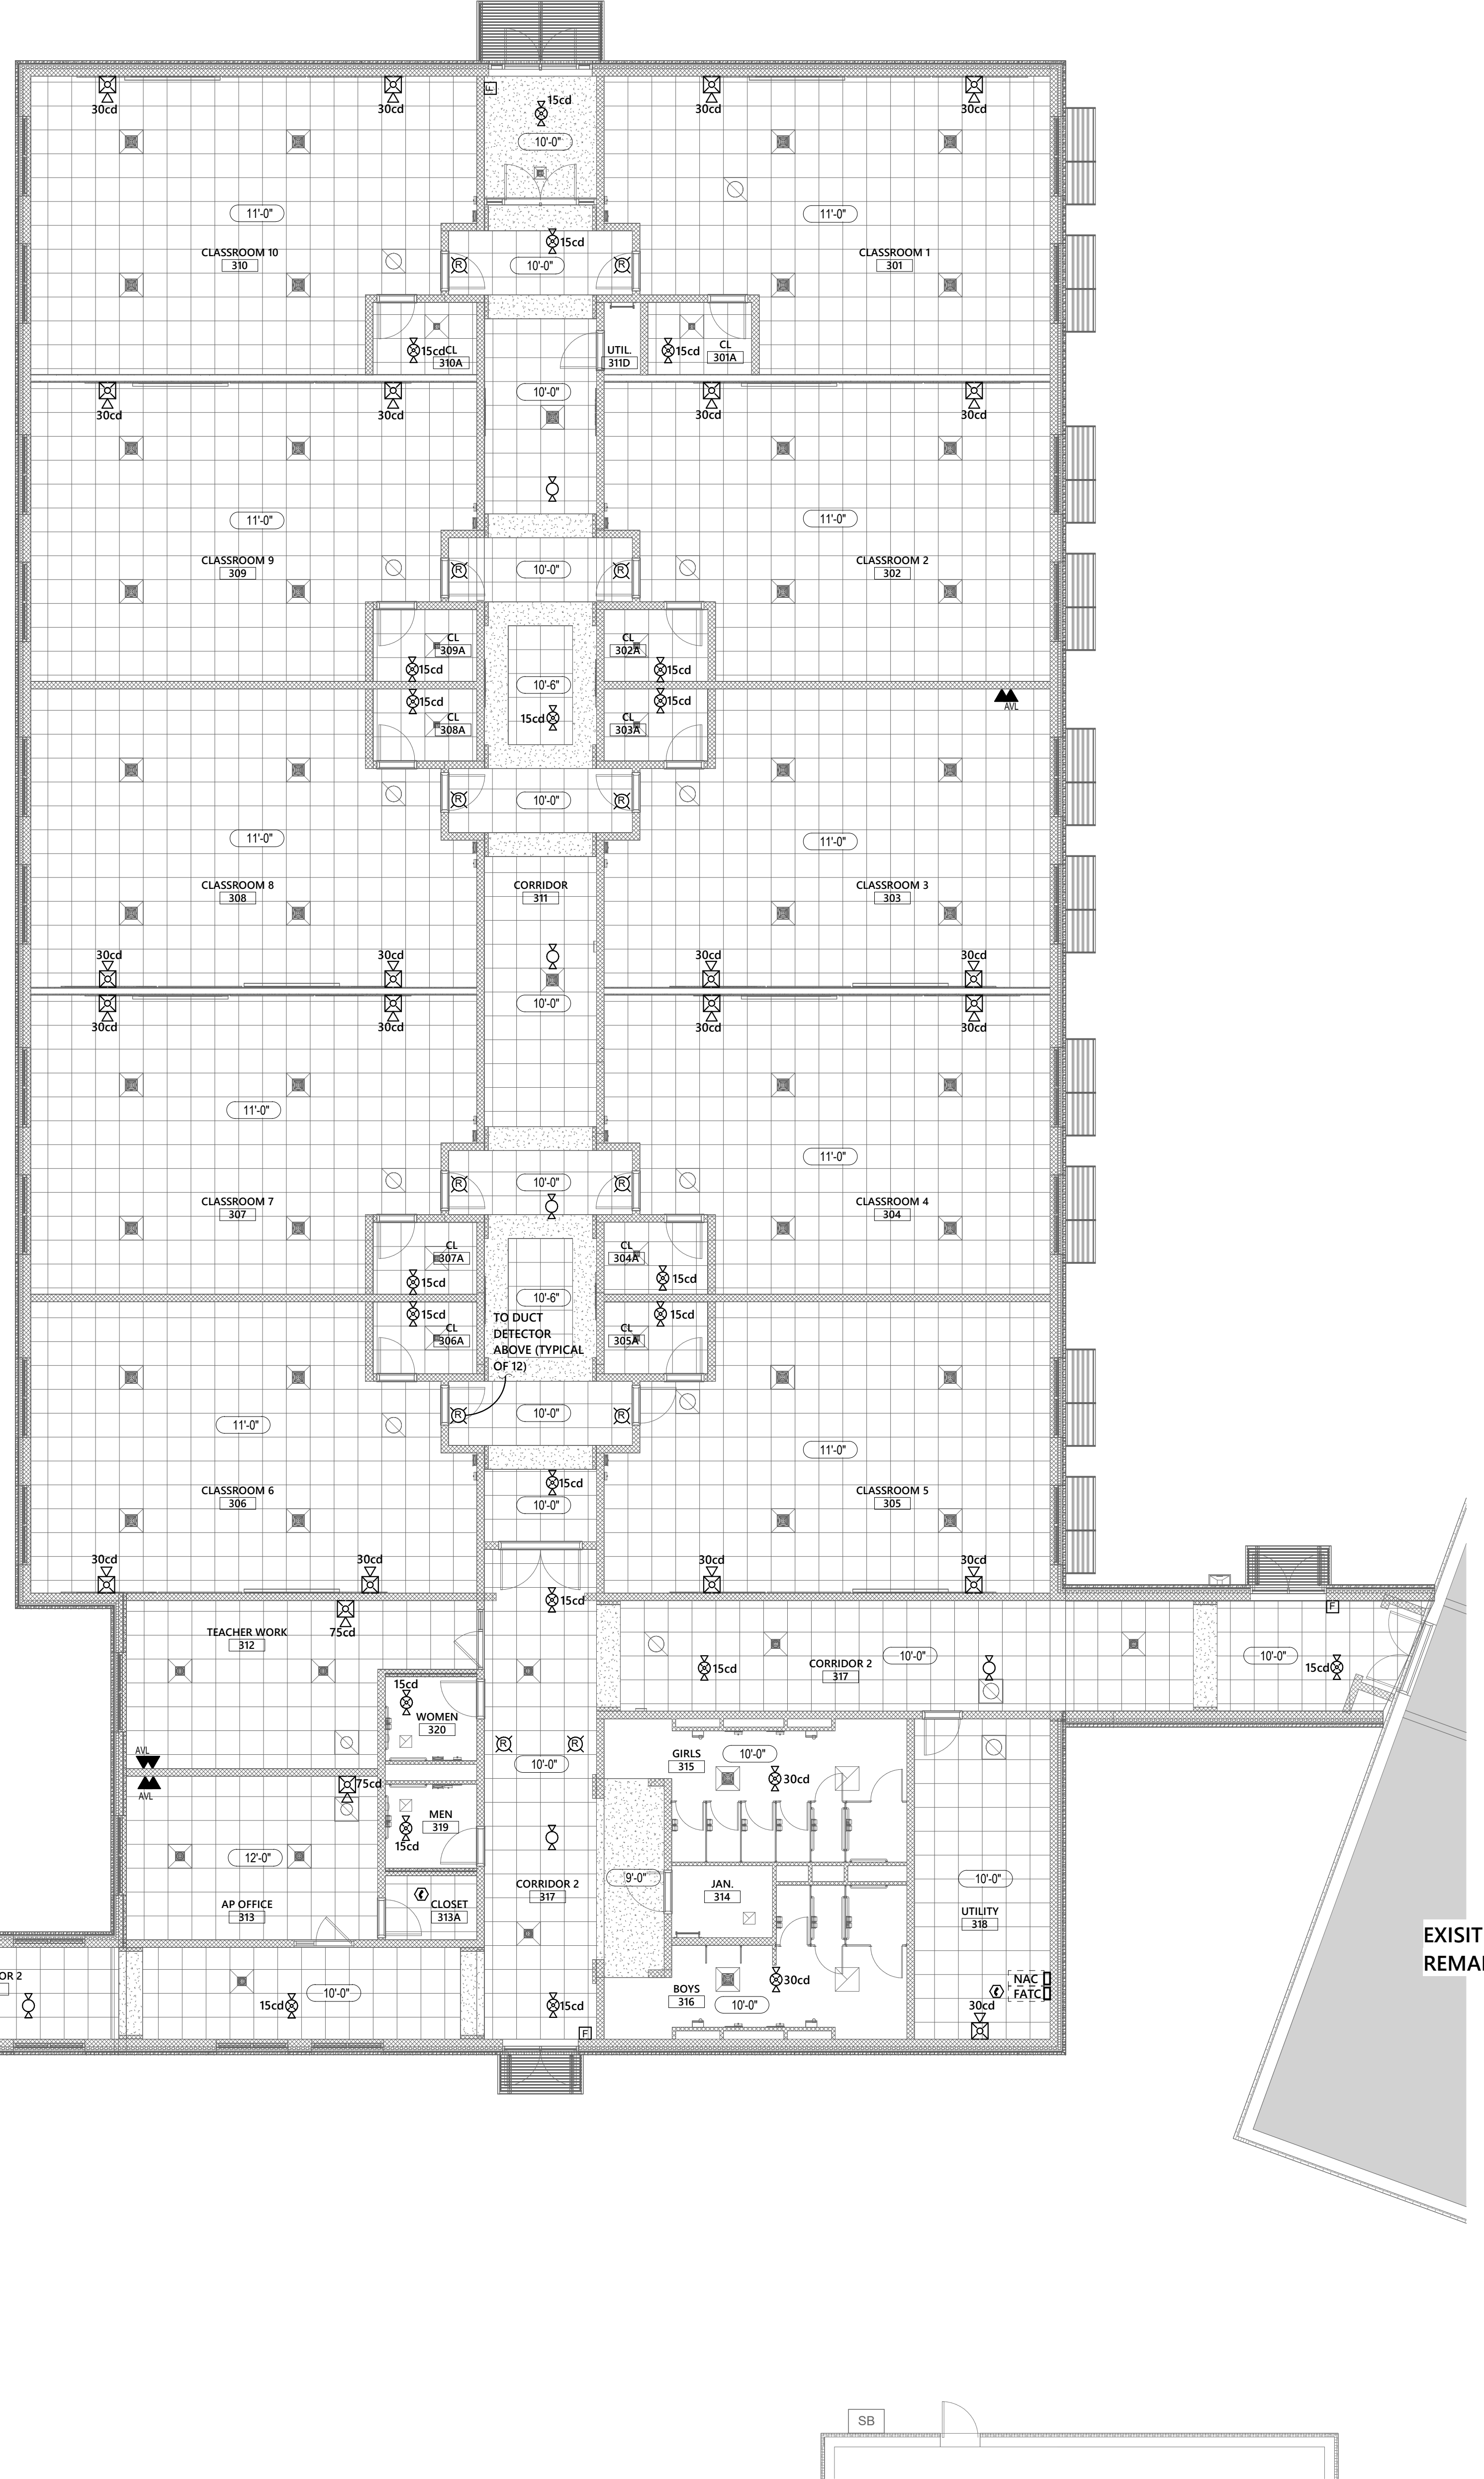 15cd
F
30cd
30cd
30cd
30cd
10'-0"
11'-0"
11'-0"
15cd
CLASSROOM 10
310
CLASSROOM 1
301
R
10'-0"
R
15cd
CL
310A
UTIL.
311D
15cd
CL
301A
10'-0"
30cd
30cd
30cd
30cd
11'-0"
11'-0"
CLASSROOM 9
309
R
10'-0"
R
CLASSROOM 2
302
CL
309A
CL
302A
15cd
15cd
10'-6"
15cd
15cd
15cd
CL
308A
CL
303A
AVL
R
10'-0"
R
11'-0"
11'-0"
CLASSROOM 8
308
CORRIDOR
311
CLASSROOM 3
303
30cd
30cd
30cd
30cd
10'-0"
30cd
30cd
30cd
30cd
11'-0"
11'-0"
R
10'-0"
R
CLASSROOM 7
307
CLASSROOM 4
304
CL
307A
CL
304A
15cd
15cd
10'-6"
15cd
15cd
TO DUCT
DETECTOR
ABOVE (TYPICAL
OF 12)
CL
306A
CL
305A
R
10'-0"
R
11'-0"
11'-0"
15cd
CLASSROOM 6
306
10'-0"
CLASSROOM 5
305
30cd
30cd
30cd
30cd
15cd
F
75cd
TEACHER WORK
312
15cd
CORRIDOR 2
317
10'-0"
10'-0"
15cd
15cd
WOMEN
320
R
R
10'-0"
GIRLS
315
10'-0"
AVL
AVL
75cd
30cd
MEN
319
15cd
12'-0"
9'-0"
10'-0"
AP OFFICE
313
CLOSET
313A
CORRIDOR 2
317
JAN.
314
UTILITY
318
EXISIT
REMAI
OR 2
10'-0"
15cd
15cd
F
30cd
BOYS
316
10'-0"
NAC
FATC
30cd
SB